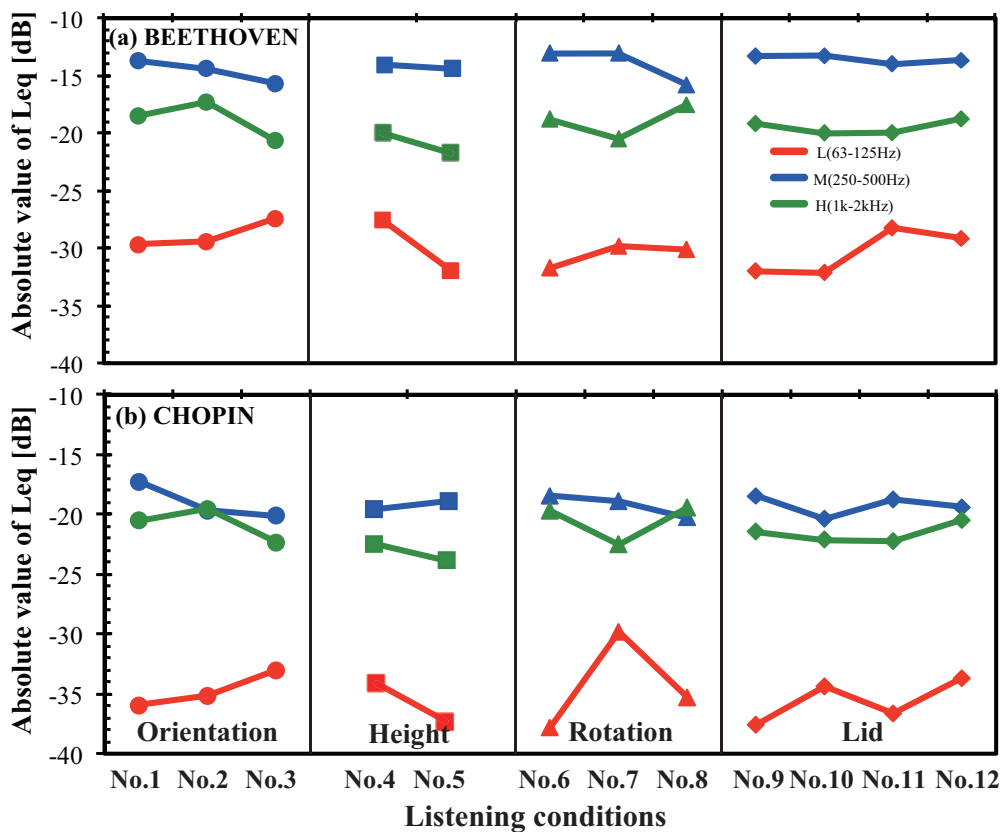 (a) BEETHOVEN
Absolute value of Leq [dB]
-10
-15
-20
-25
-30
-35
-40
L(63-125Hz)
M(250-500Hz)
H(1k-2kHz)
(b) CHOPIN
Absolute value of Leq [dB]
-10
-15
-20
-25
-30
-35
-40
Orientation Height Rotation Lid
No.1 No.2 No.3 No.4 No.5 No.6 No.7 No.8 No.9 No.10 No.11 No.12
Listening conditions